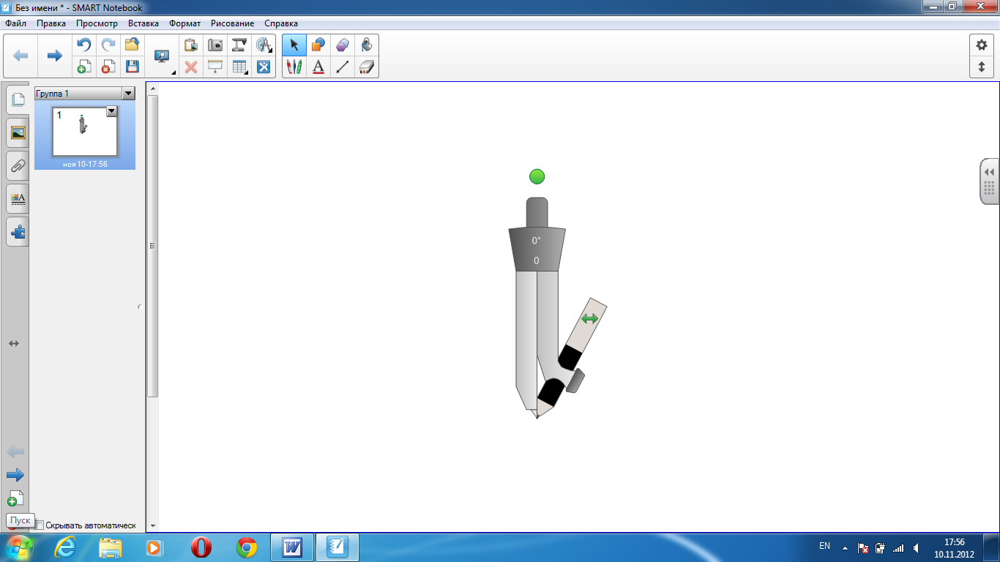 Без имени * - SMART Notebook
Файл Правка Просмотр Вставка Формат Рисование Справка
Группа 1
1
ноя 10-17:56
0°
0
Пуск
Скрывать автоматическ
EN
17:56
10.11.2012